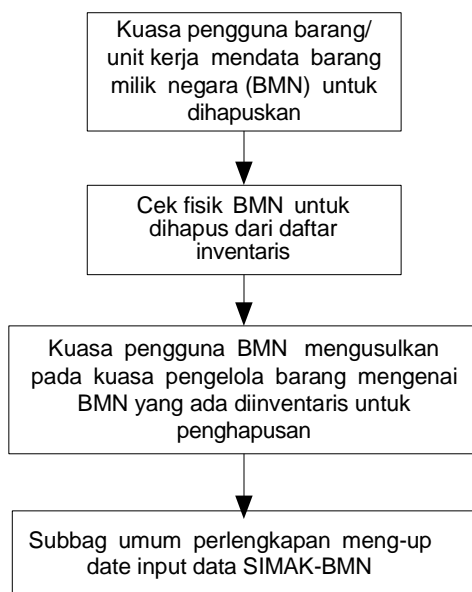 Kuasa pengguna barang/
unit kerja mendata barang
milik negara (BMN) untuk
dihapuskan
Cek fisik BMN untuk
dihapus dari daftar
inventaris
Kuasa pengguna BMN mengusulkan
pada kuasa pengelola barang mengenai
BMN yang ada diinventaris untuk
penghapusan
Subbag umum perlengkapan meng-up
date input data SIMAK-BMN